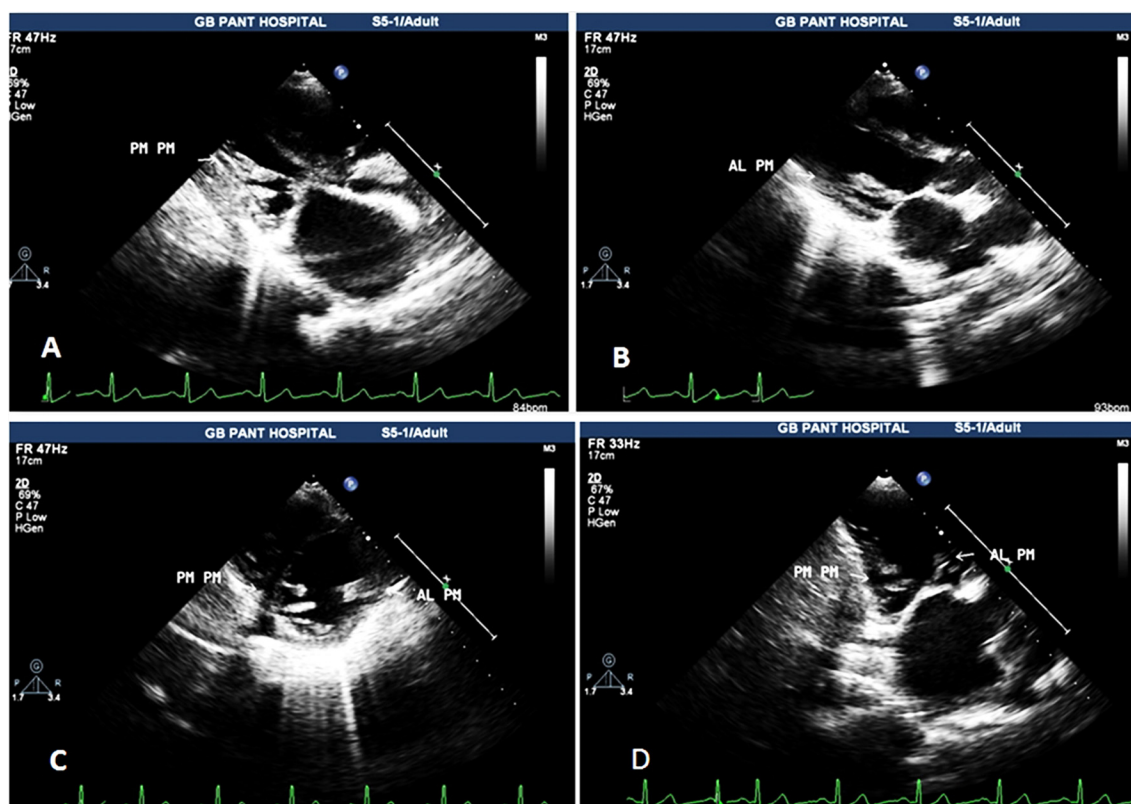 GB PANT HOSPITAL S5-1/Adult
FR 47Hz
7cm
M3
P
2D
69%
C 47
P Low
HGen
PM PM
G
R
1.7 3.4
A
84bpm
GB PANT HOSPITAL S5-1/Adult
FR 47Hz
17cm
M3
P
2D
69%
C 47
P Low
HGen
AL PM
G
P R
1.7 3.4
B
93bpm
GB PANT HOSPITAL S5-1/Adult
FR 47Hz
17cm
M3
P
2D
69%
C 47
P Low
HGen
PM PM
AL PM
G
P R
1.7 3.4
C
GB PANT HOSPITAL S5-1/Adult
FR 33Hz
17cm
M3
P
2D
67%
C 47
P Low
HGen
AL PM
PM PM
G
P R
1.7 3.4
D